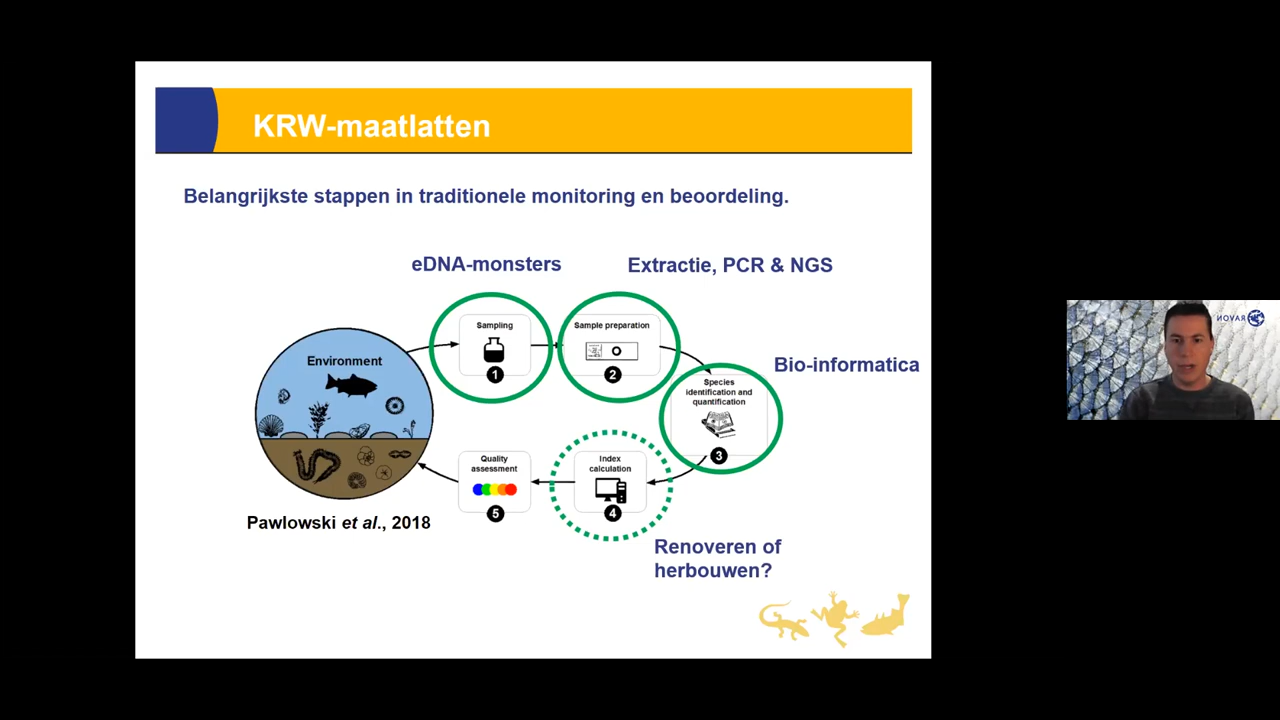 KRW-maatlatten
Belangrijkste stappen in traditionele monitoring en beoordeling.
eDNA-monsters
Extractie, PCR & NGS
Environment
Sampling
1
Sample preparation
2
Bio-informatica
Species
identification and
quantification
3
Quality
assessment
5
Index
calculation
4
Pawlowski et al., 2018
Renoveren of
herbouwen?
RAVON